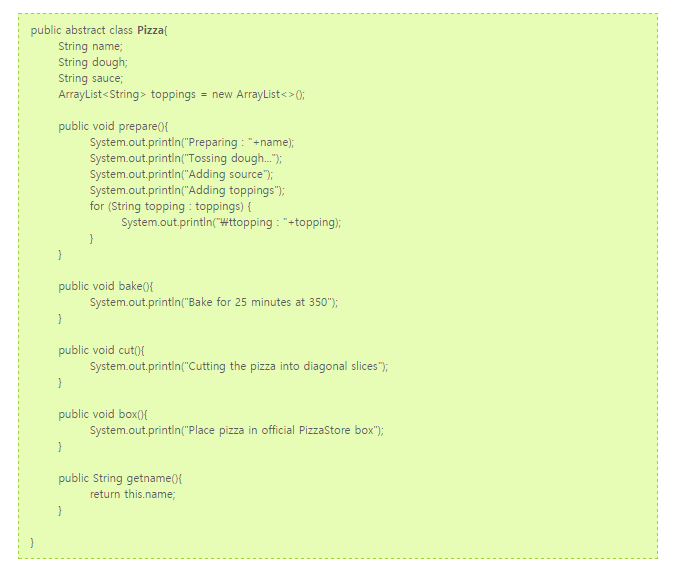 public abstract class Pizza{
String name;
String dough;
String sauce;
ArrayList<String> toppings = new ArrayList<>();
public void prepare(){
System.out.println("Preparing : "+name);
System.out.println("Tossing dough...");
System.out.println("Adding source");
System.out.println("Adding toppings");
for (String topping : toppings) {
System.out.println("₩ttopping : "+topping);
}
}
public void bake(){
System.out.println("Bake for 25 minutes at 350");
}
public void cut(){
System.out.println("Cutting the pizza into diagonal slices");
}
public void box(){
System.out.println("Place pizza in official PizzaStore box");
}
public String getname(){
return this.name;
}
}